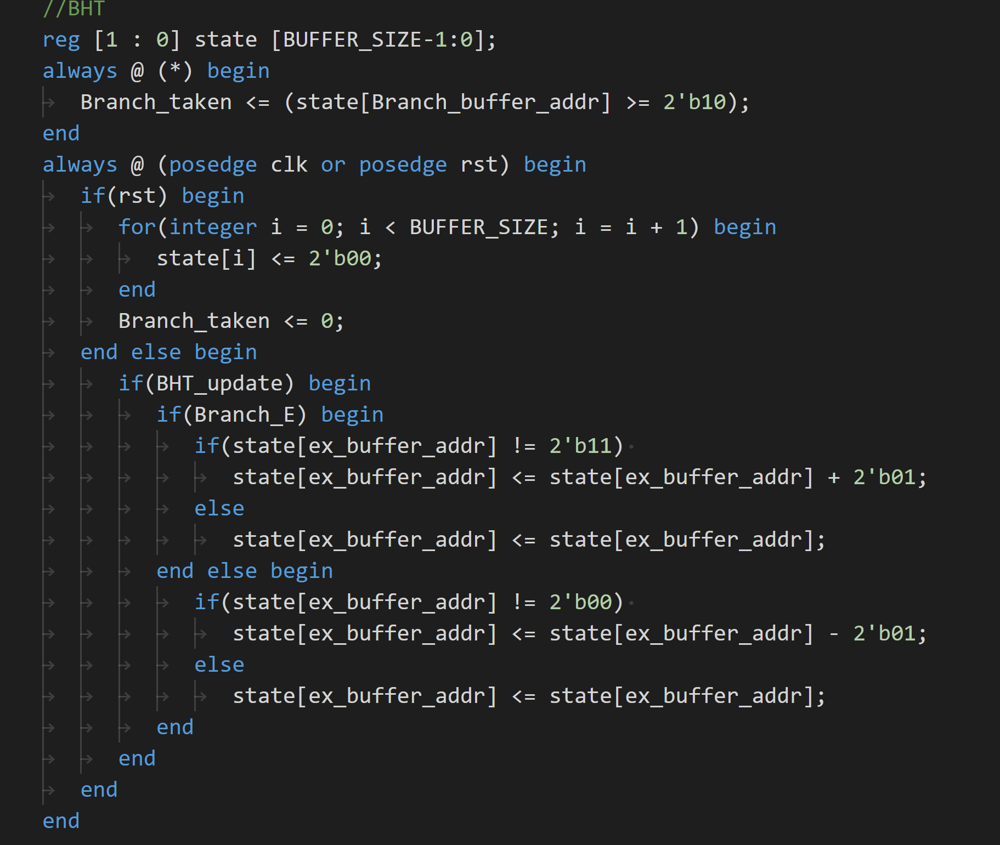 //BHT
reg [1 : 0] state [BUFFER_SIZE-1:0];
always @ (*) begin
    Branch_taken <= (state[Branch_buffer_addr] >= 2'b10);
end
always @ (posedge clk or posedge rst) begin
    if(rst) begin
        for(integer i = 0; i < BUFFER_SIZE; i = i + 1) begin
            state[i] <= 2'b00;
        end
        Branch_taken <= 0;
    end else begin
        if(BHT_update) begin
            if(Branch_E) begin
                if(state[ex_buffer_addr] != 2'b11) 
                    state[ex_buffer_addr] <= state[ex_buffer_addr] + 2'b01;
                else
                    state[ex_buffer_addr] <= state[ex_buffer_addr];
            end else begin
                if(state[ex_buffer_addr] != 2'b00) 
                    state[ex_buffer_addr] <= state[ex_buffer_addr] - 2'b01;
                else
                    state[ex_buffer_addr] <= state[ex_buffer_addr];
            end
        end
    end
end